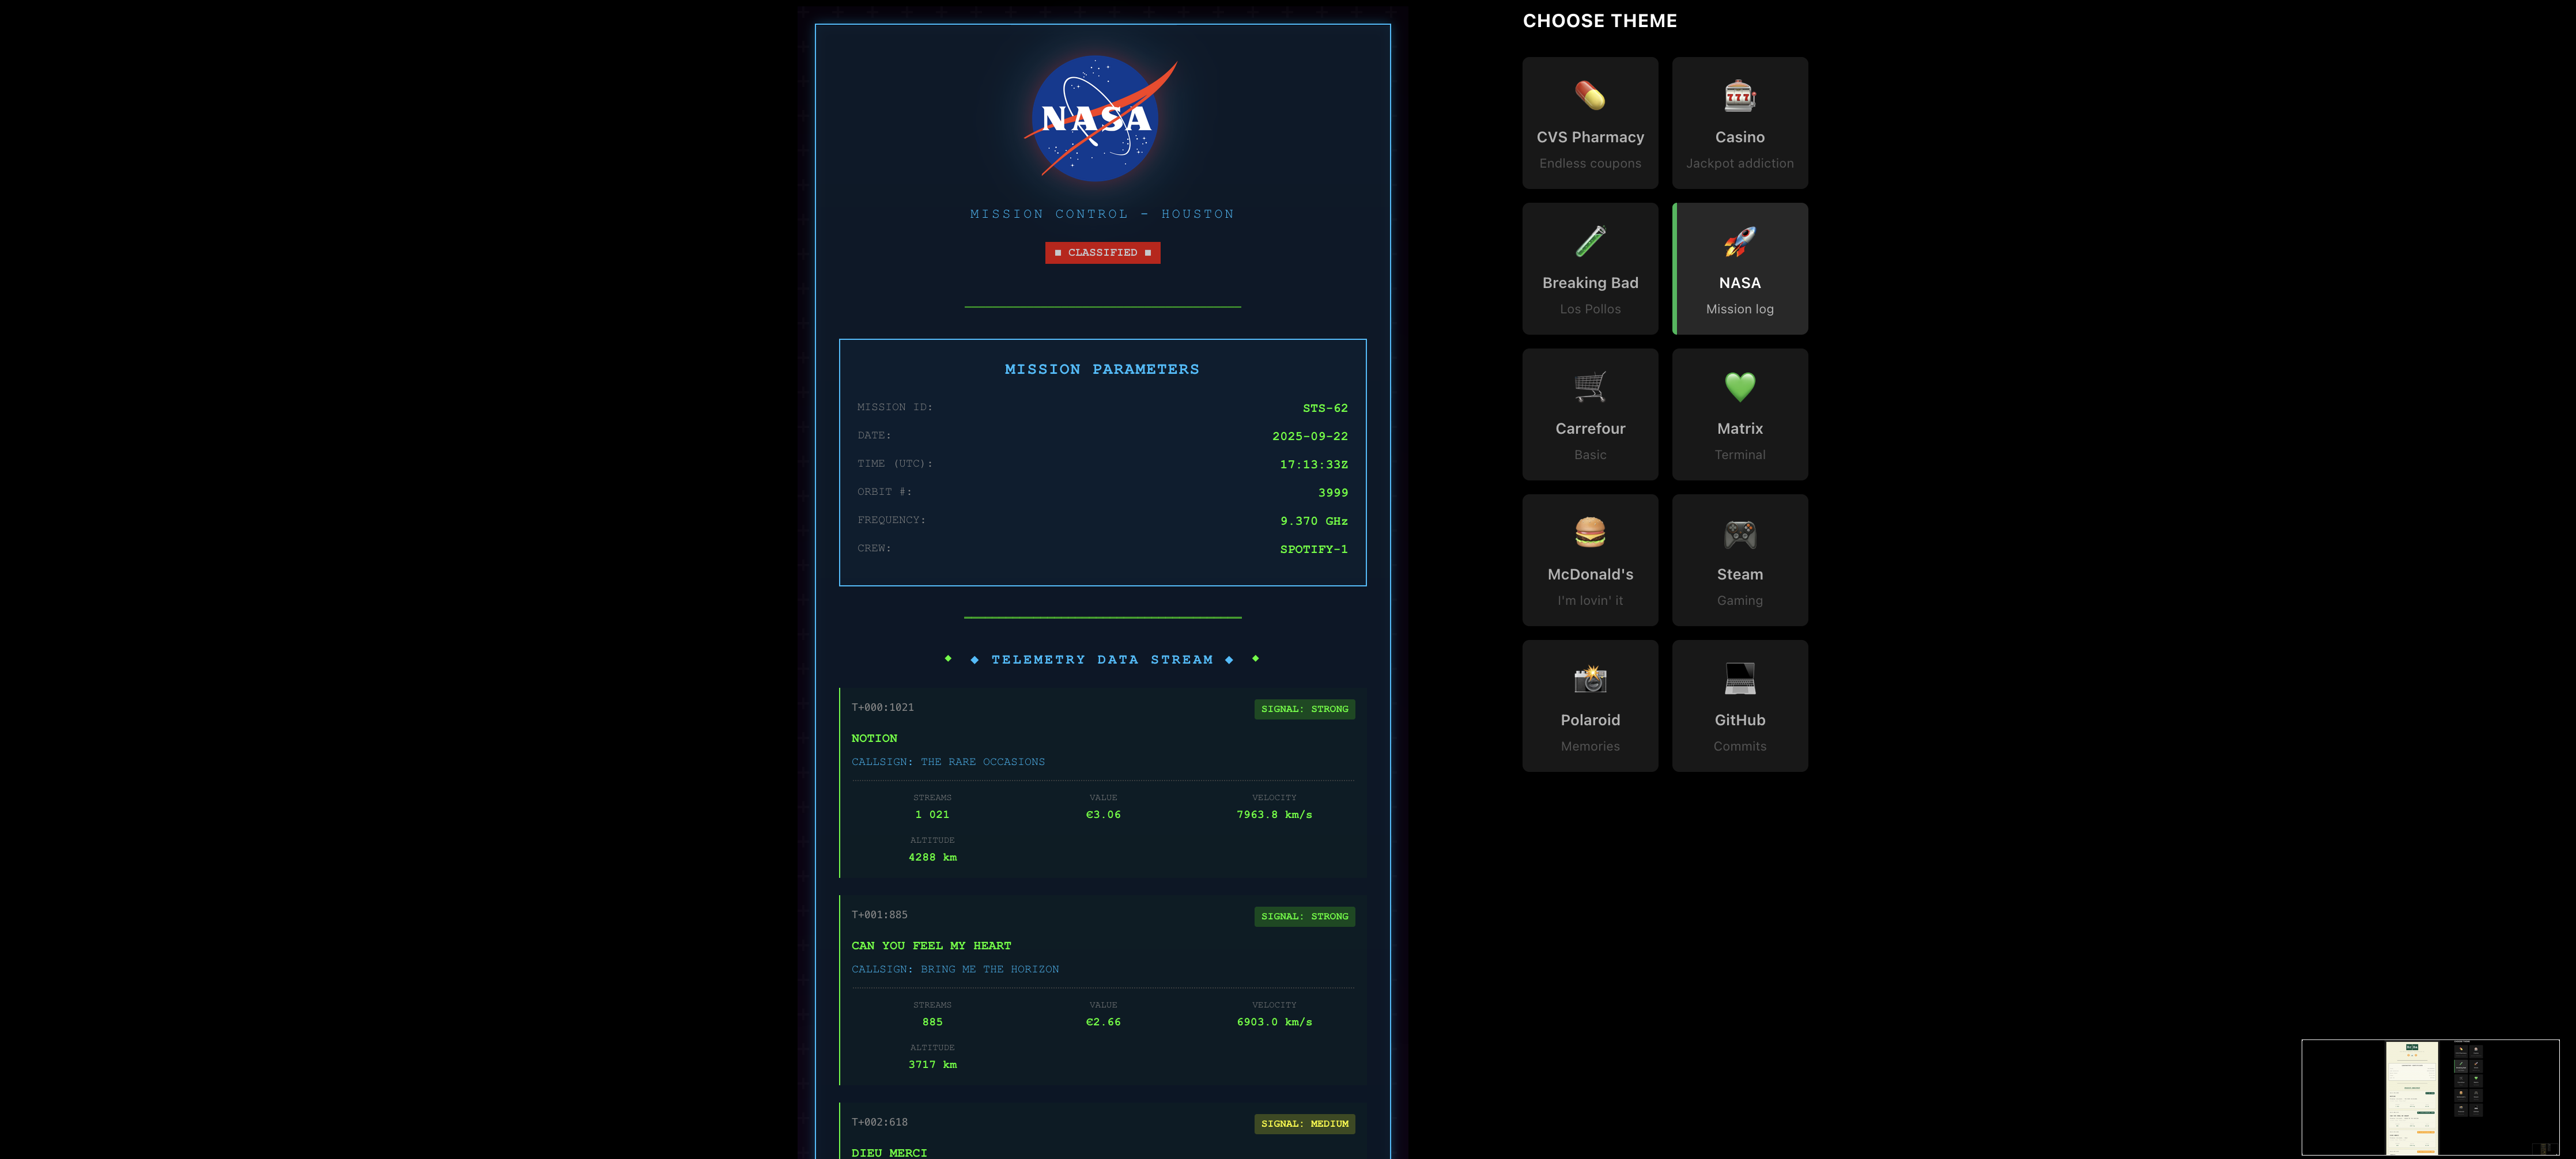 NASA
MISSION CONTROL - HOUSTON
■ CLASSIFIED ■
MISSION PARAMETERS
MISSION ID: STS-62
DATE: 2025-09-22
TIME (UTC): 17:13:33Z
ORBIT #: 3999
FREQUENCY: 9.370 GHz
CREW: SPOTIFY-1
◆ ◆ TELEMETRY DATA STREAM ◆ ◆
T+000:1021 SIGNAL: STRONG
NOTION
CALLSIGN: THE RARE OCCASIONS
STREAMS VALUE VELOCITY
1 021 €3.06 7963.8 km/s
ALTITUDE
4288 km
T+001:885 SIGNAL: STRONG
CAN YOU FEEL MY HEART
CALLSIGN: BRING ME THE HORIZON
STREAMS VALUE VELOCITY
885 €2.66 6903.0 km/s
ALTITUDE
3717 km
T+002:618 SIGNAL: MEDIUM
DIEU MERCI
CHOOSE THEME
CVS Pharmacy
Endless coupons
Casino
Jackpot addiction
Breaking Bad
Los Pollos
NASA
Mission log
Carrefour
Basic
Matrix
Terminal
McDonald's
I'm lovin' it
Steam
Gaming
Polaroid
Memories
GitHub
Commits